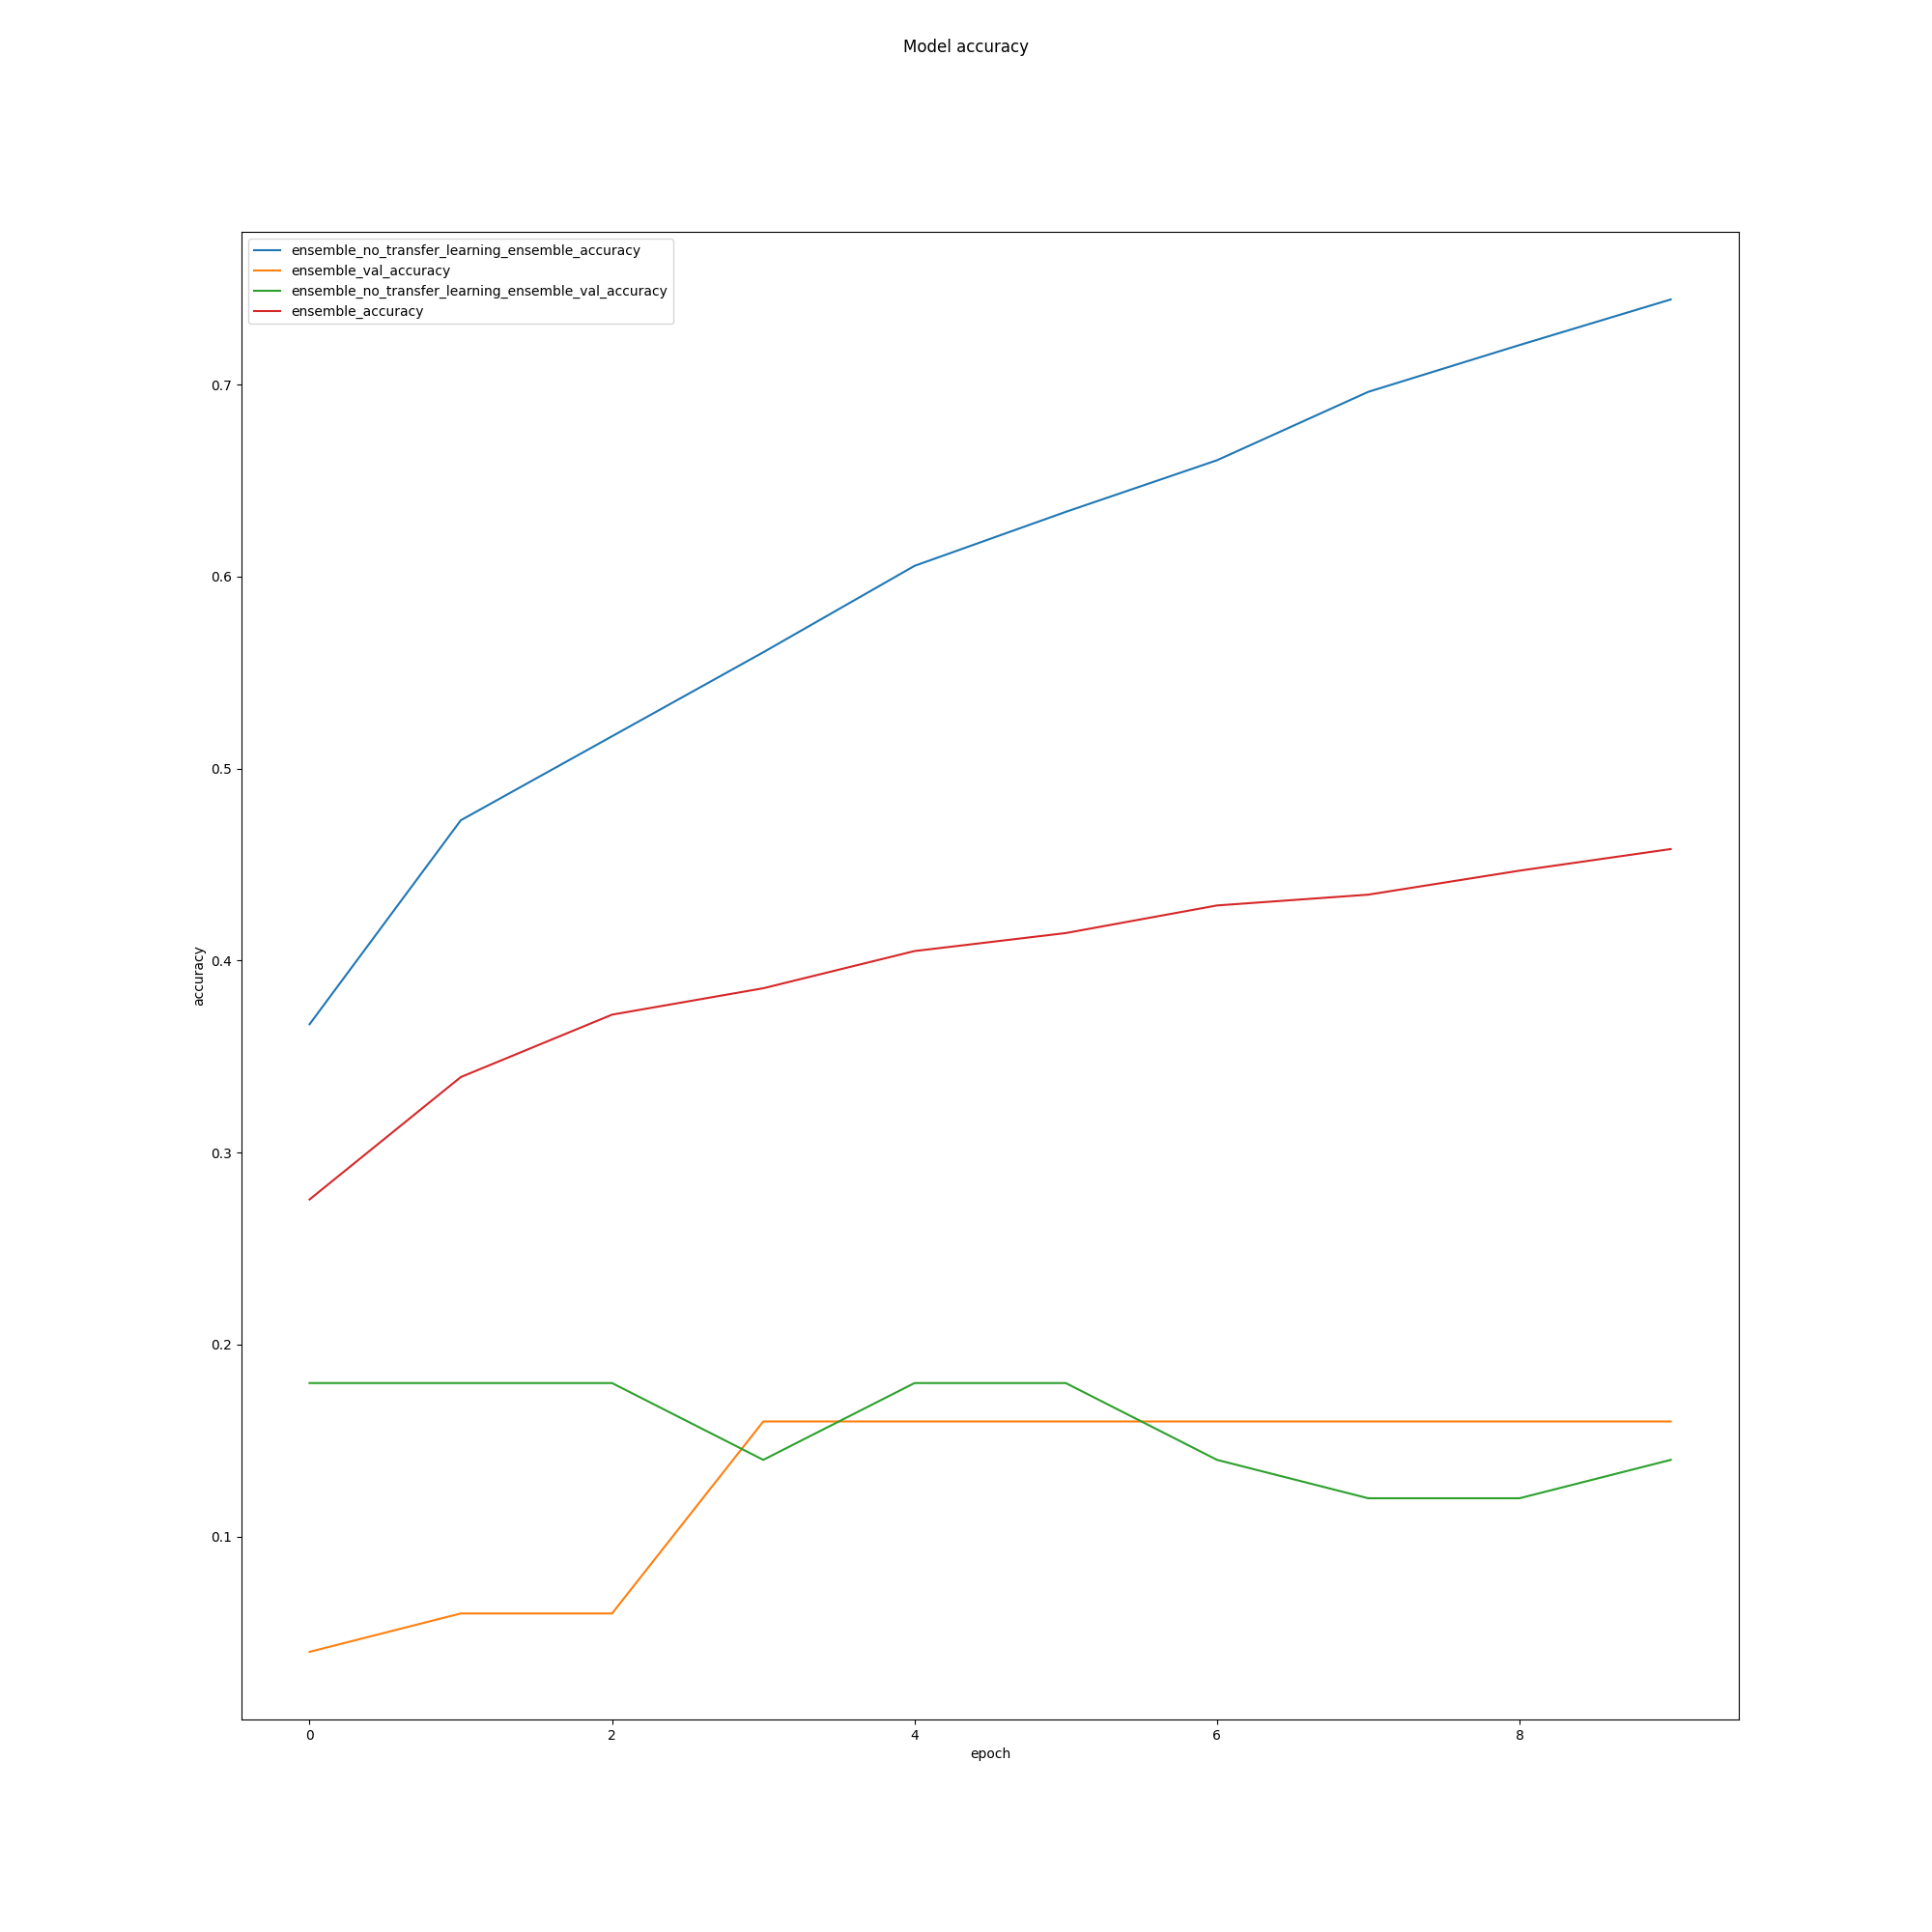 Model accuracy
ensemble_no_transfer_learning_ensemble_accuracy
ensemble_val_accuracy
ensemble_no_transfer_learning_ensemble_val_accuracy
ensemble_accuracy
0.7
0.6
0.5
0.4
0.3
0.2
0.1
accuracy
0 2 4 6 8
epoch